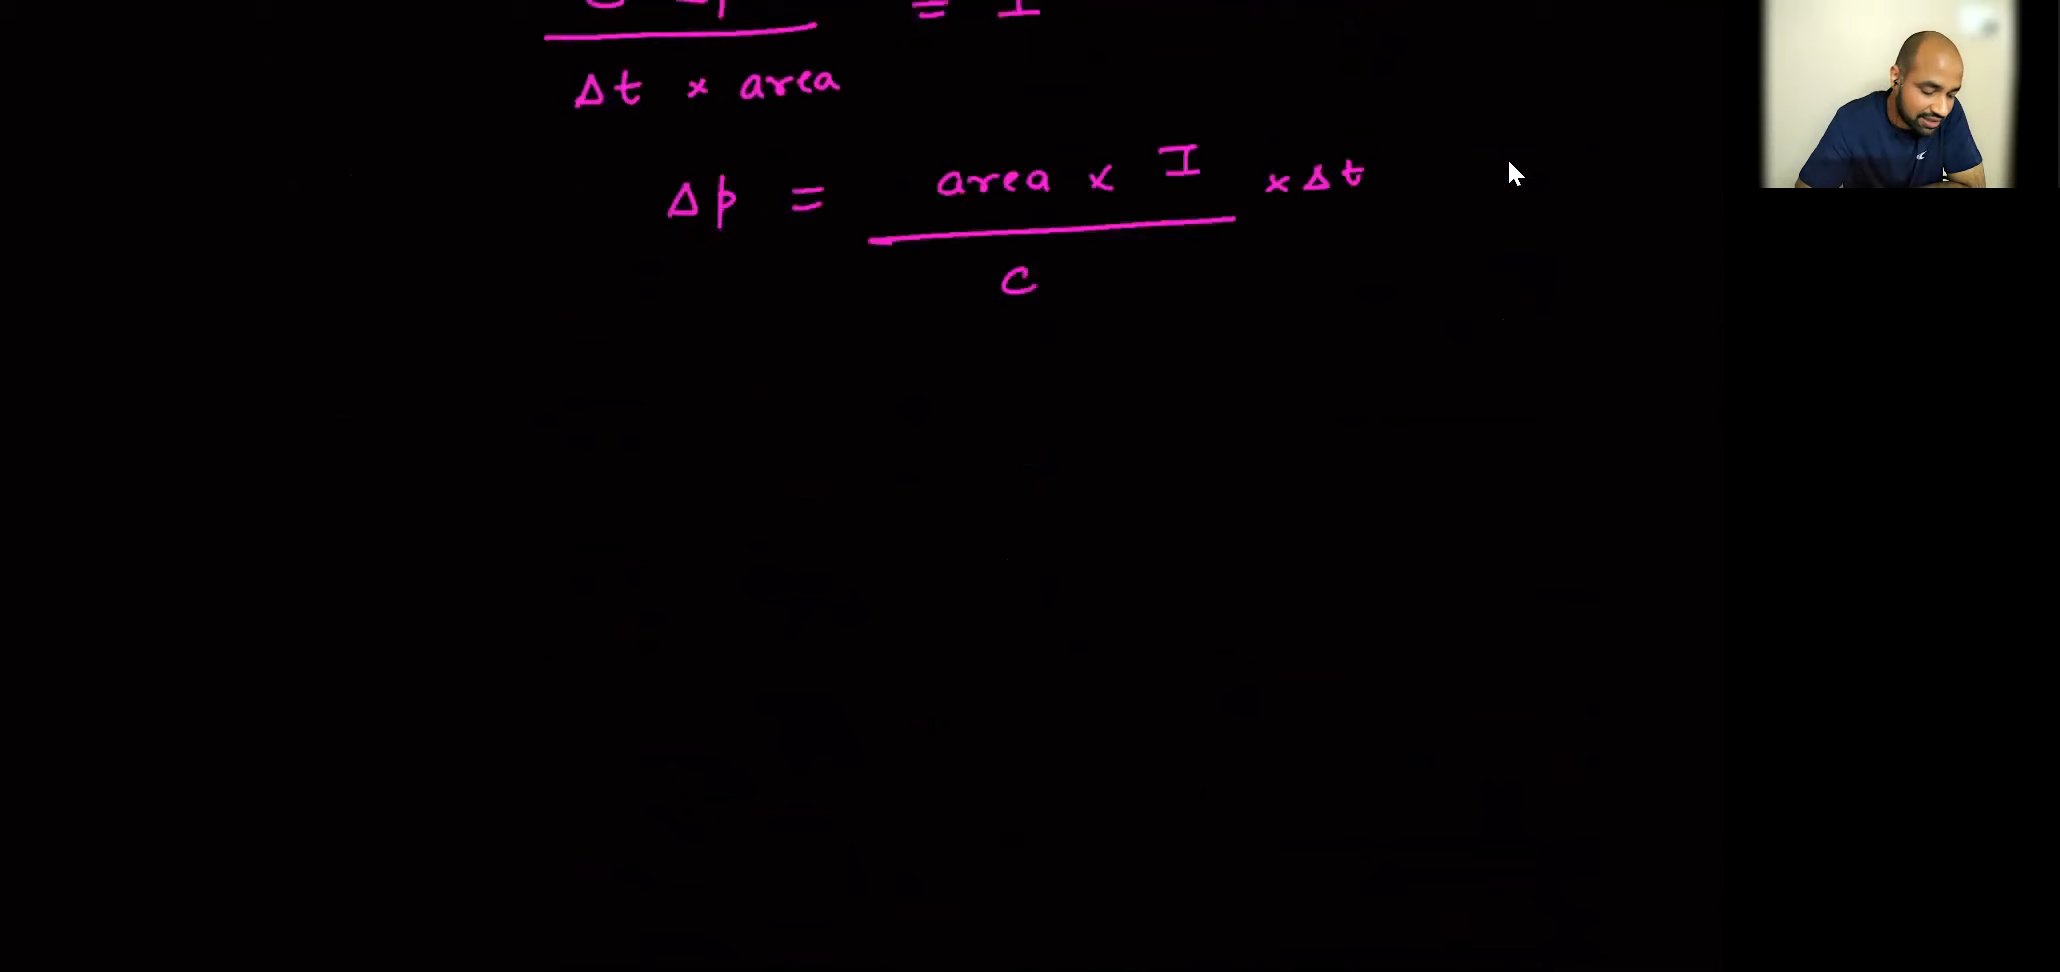 = I
Δt × area
Δp = area × I × Δt
c